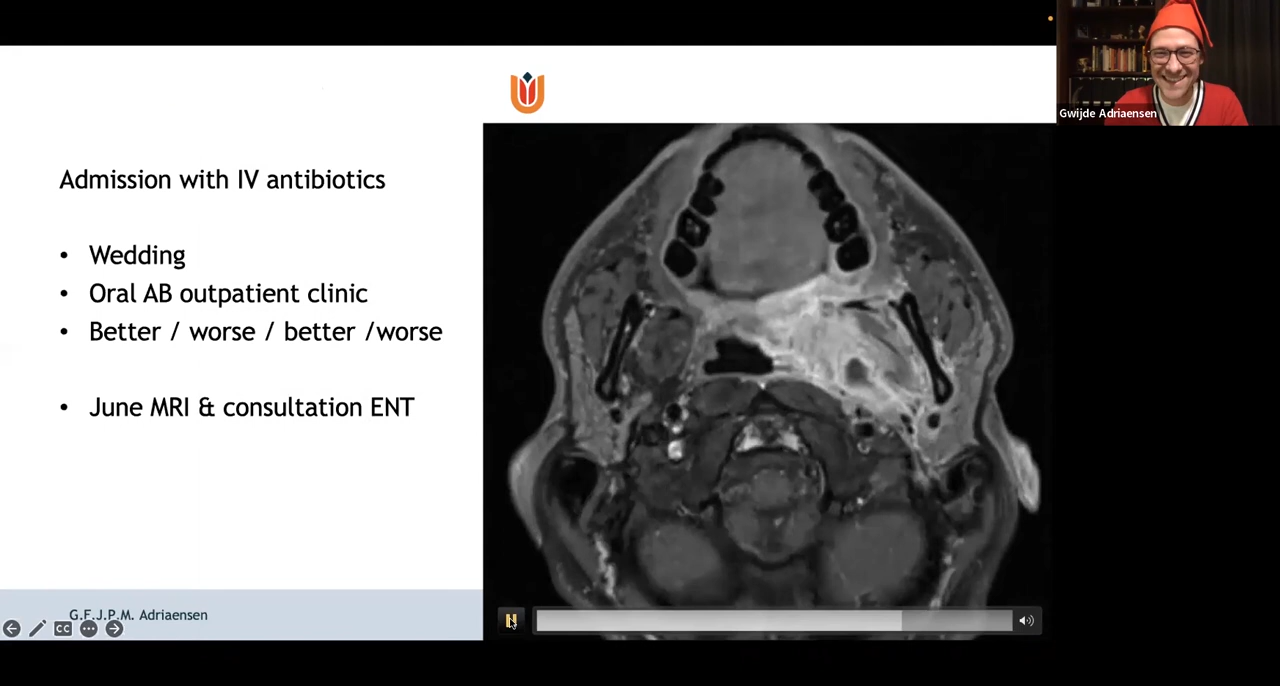 Gwijde Adriaensen
Admission with IV antibiotics
• Wedding
• Oral AB outpatient clinic
• Better / worse / better /worse
• June MRI & consultation ENT
G.F.J.P.M. Adriaensen
CC